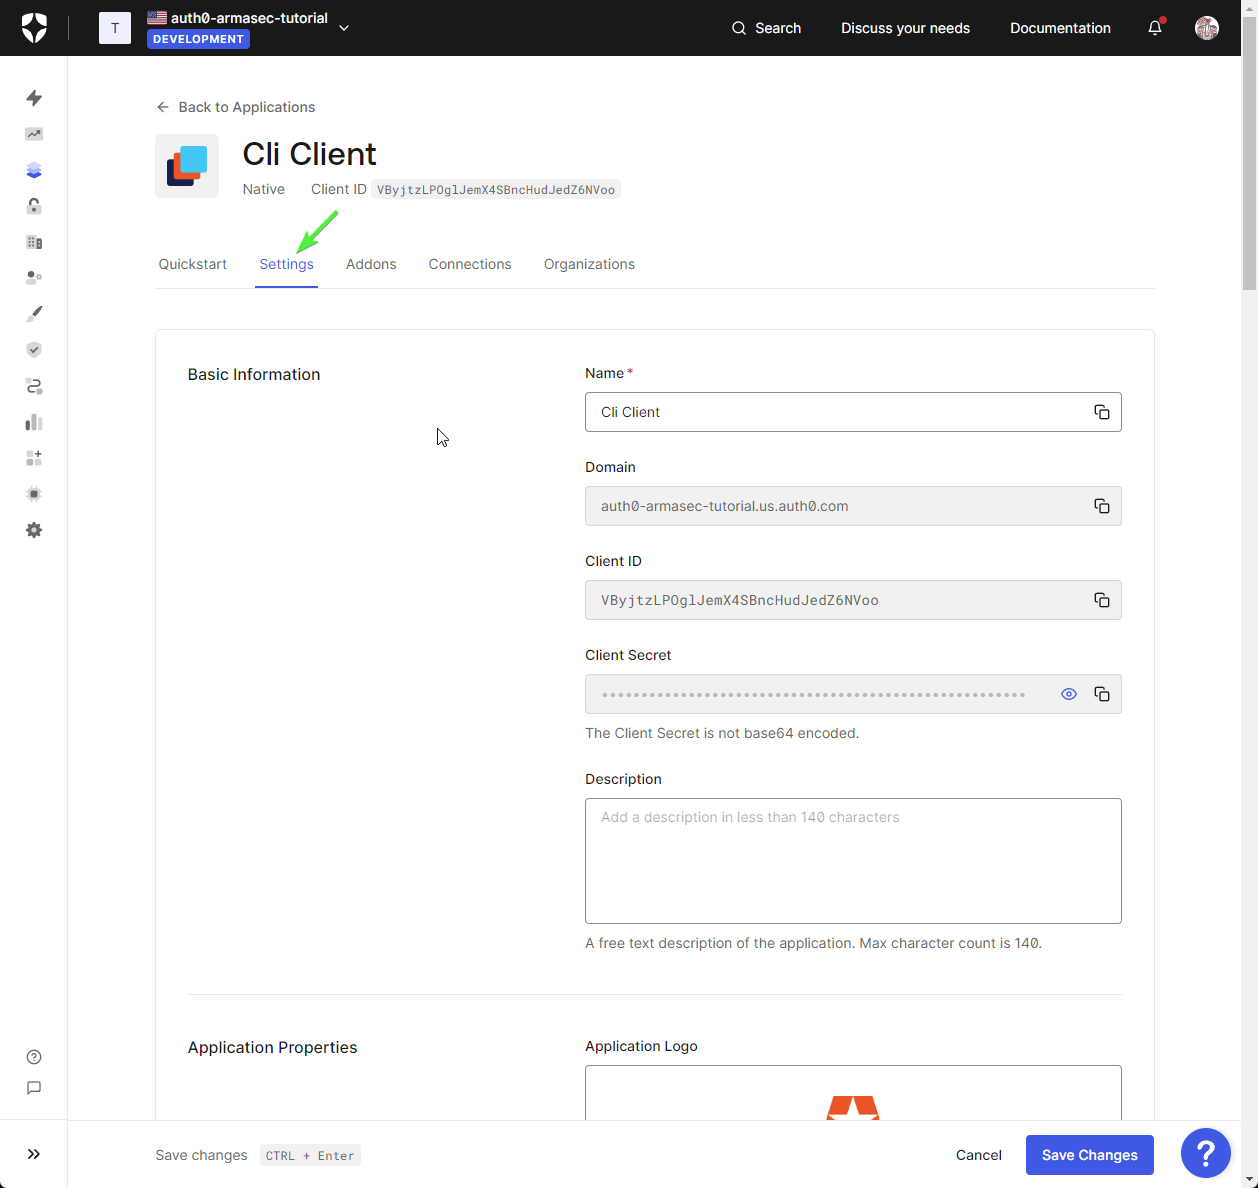 T
auth0-armasec-tutorial
DEVELOPMENT
Search
Discuss your needs
Documentation
Back to Applications
Cli Client
Native
Client ID VByjtzLPOglJemX4SBncHudJedZ6NVoo
Quickstart
Settings
Addons
Connections
Organizations
Basic Information
Name*
Cli Client
Domain
auth0-armasec-tutorial.us.auth0.com
Client ID
VByjtzLPOglJemX4SBncHudJedZ6NVoo
Client Secret
The Client Secret is not base64 encoded.
Description
Add a description in less than 140 characters
A free text description of the application. Max character count is 140.
Application Properties
Application Logo
Save changes CTRL + Enter
Cancel
Save Changes
?